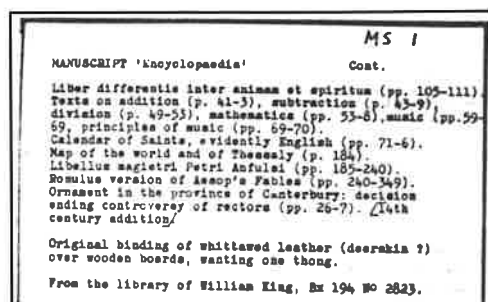 MS 1
MANUSCRIPT 'Encyclopaedia' Cont.
Liber differentie inter animam et spiritum (pp. 105-111).
Texts on addition (p. 41-3), subtraction (p. 43-9),
division (p. 49-53), mathematics (pp. 53-8), music (pp. 59-
69, principles of music (pp. 69-70).
Calendar of Saints, evidently English (pp. 71-6).
Map of the world and of Thessaly (p. 184).
Libellus magistri Petri Anfulsi (pp. 185-240).
Romulus version of Aesop's Fables (pp. 240-349).
Ornament in the province of Canterbury: decision
ending controversy of rectors (pp. 26-7). /14th
century addition/
Original binding of whittawed leather (deerskin ?)
over wooden boards, wanting one thong.
From the library of William King, Bx 194 No 2823.